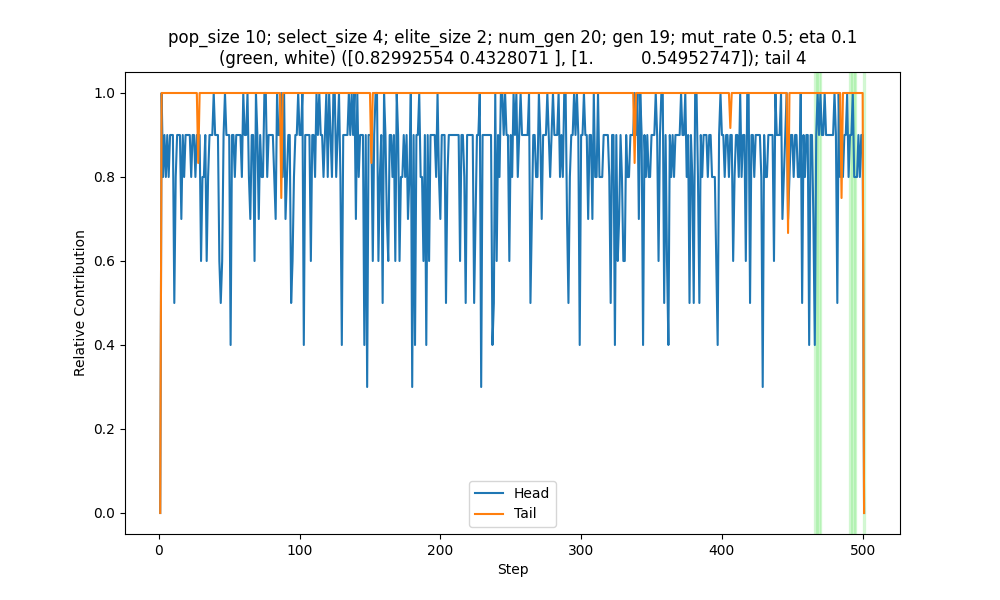 pop_size 10; select_size 4; elite_size 2; num_gen 20; gen 19; mut_rate 0.5; eta 0.1
(green, white) ([0.82992554 0.4328071 ], [1.         0.54952747]); tail 4
Relative Contribution
1.0
0.8
0.6
0.4
0.2
0.0
Head
Tail
0
100
200
300
400
500
Step